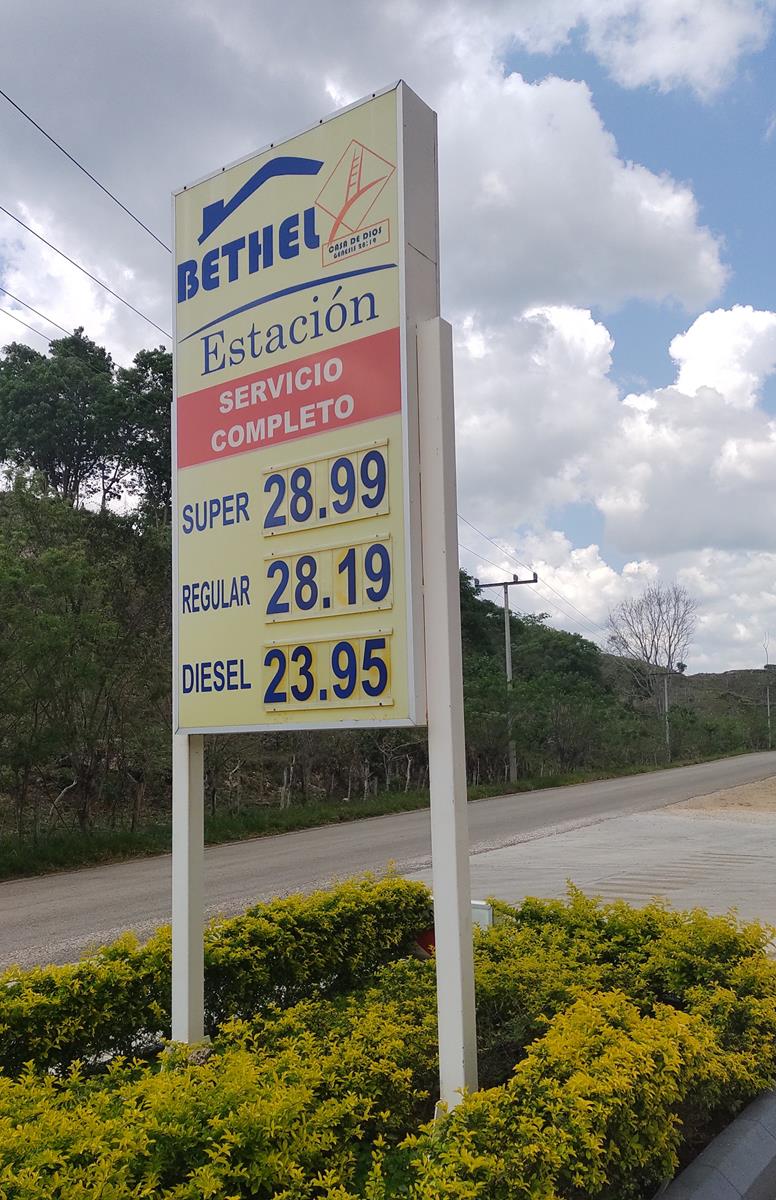 BETHEL
CASA DE DIOS
GENESIS 28:19
Estación
SERVICIO
COMPLETO
SUPER 28.99
REGULAR 28.19
DIESEL 23.95